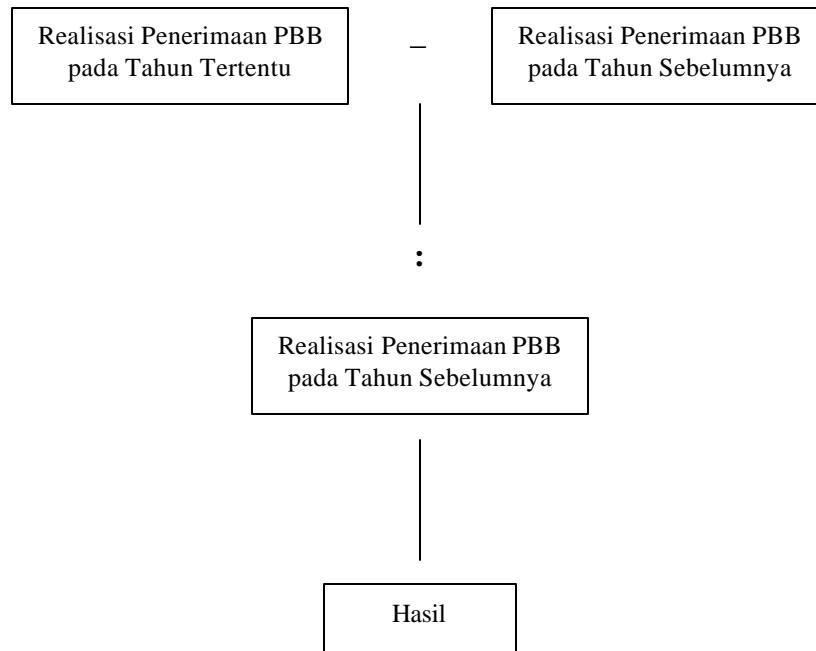 Realisasi Penerimaan PBB
pada Tahun Tertentu
–
Realisasi Penerimaan PBB
pada Tahun Sebelumnya
:
Realisasi Penerimaan PBB
pada Tahun Sebelumnya
Hasil